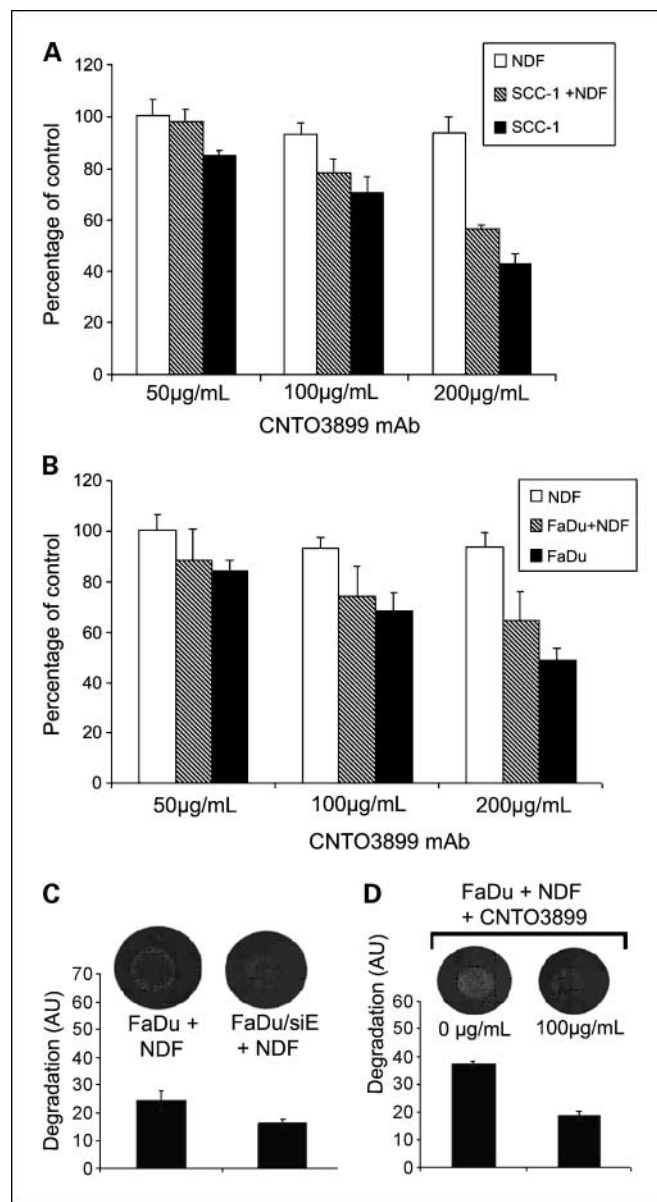 A
120
100
80
60
40
20
0
Percentage of control
NDF
SCC-1 +NDF
SCC-1
50µg/mL 100µg/mL 200µg/mL
CNTO3899 mAb
B
120
100
80
60
40
20
0
Percentage of control
NDF
FaDu+NDF
FaDu
50µg/mL 100µg/mL 200µg/mL
CNTO3899 mAb
C
70
60
50
40
30
20
10
0
Degradation (AU)
FaDu + NDF
FaDu/siE + NDF
D
FaDu + NDF
+ CNTO3899
60
50
40
30
20
10
0
Degradation (AU)
0 µg/mL 100µg/mL